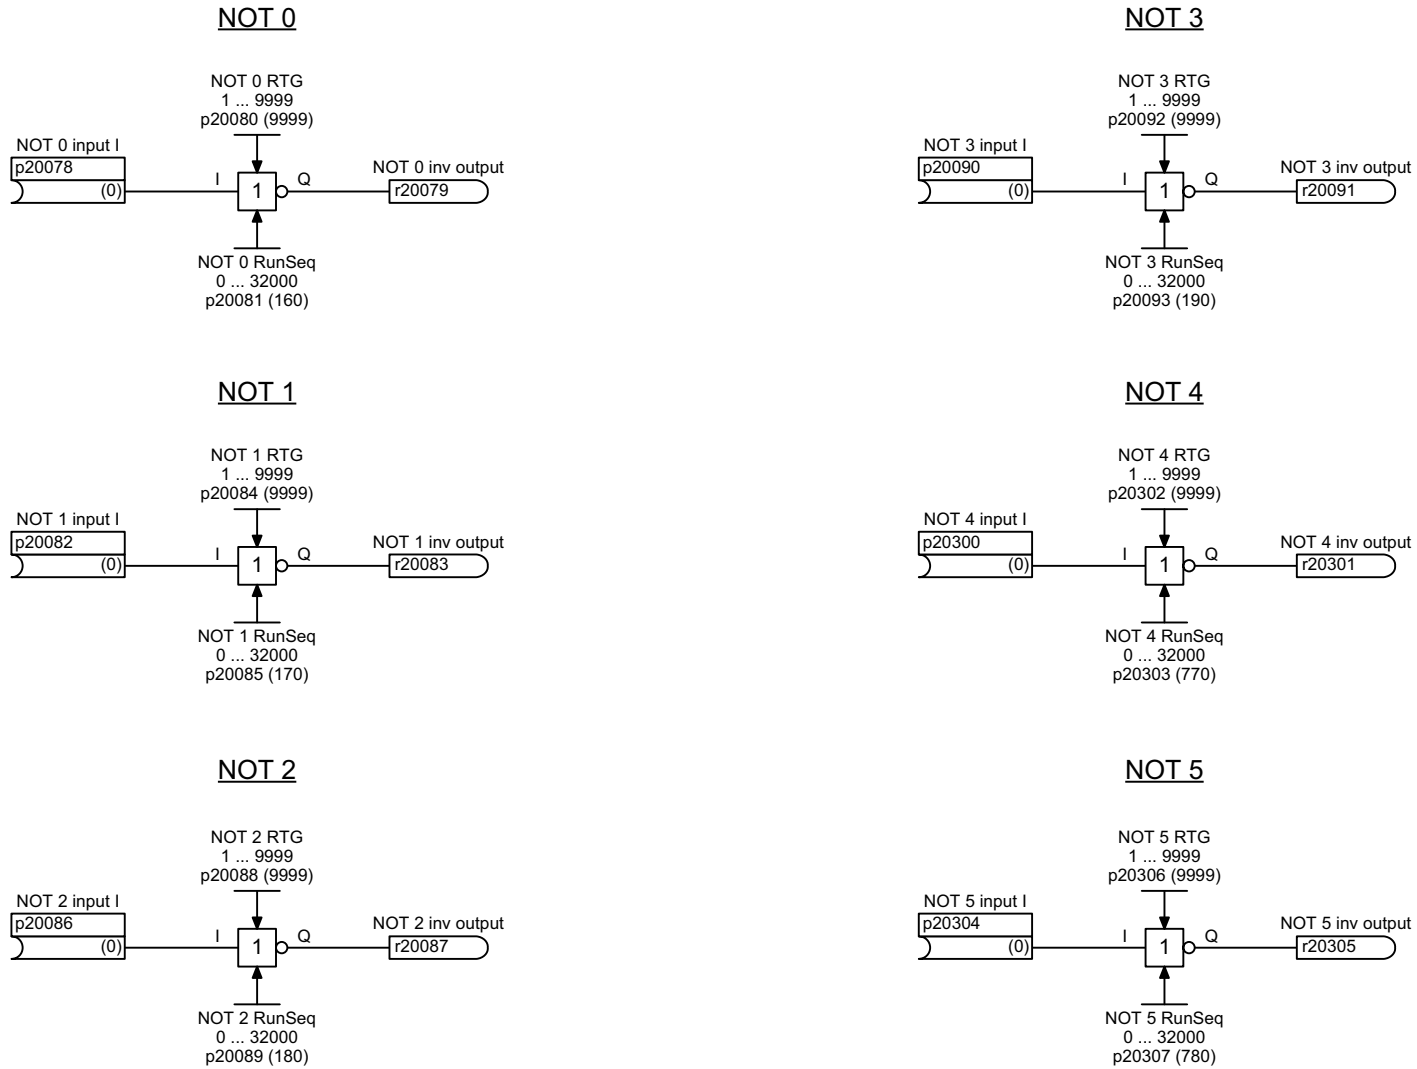 NOT 0
NOT 0 RTG
1 ... 9999
p20080 (9999)
NOT 0 input I
p20078
(0)
I
1
Q
NOT 0 inv output
r20079
NOT 0 RunSeq
0 ... 32000
p20081 (160)
NOT 3
NOT 3 RTG
1 ... 9999
p20092 (9999)
NOT 3 input I
p20090
(0)
I
1
Q
NOT 3 inv output
r20091
NOT 3 RunSeq
0 ... 32000
p20093 (190)
NOT 1
NOT 1 RTG
1 ... 9999
p20084 (9999)
NOT 1 input I
p20082
(0)
I
1
Q
NOT 1 inv output
r20083
NOT 1 RunSeq
0 ... 32000
p20085 (170)
NOT 4
NOT 4 RTG
1 ... 9999
p20302 (9999)
NOT 4 input I
p20300
(0)
I
1
Q
NOT 4 inv output
r20301
NOT 4 RunSeq
0 ... 32000
p20303 (770)
NOT 2
NOT 2 RTG
1 ... 9999
p20088 (9999)
NOT 2 input I
p20086
(0)
I
1
Q
NOT 2 inv output
r20087
NOT 2 RunSeq
0 ... 32000
p20089 (180)
NOT 5
NOT 5 RTG
1 ... 9999
p20306 (9999)
NOT 5 input I
p20304
(0)
I
1
Q
NOT 5 inv output
r20305
NOT 5 RunSeq
0 ... 32000
p20307 (780)